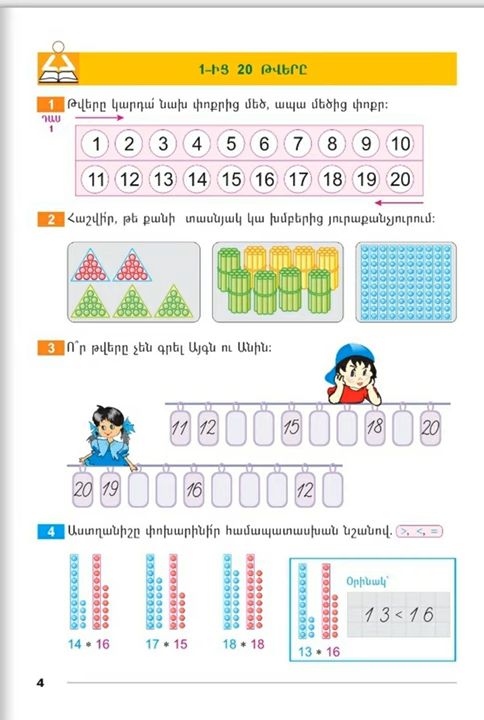 1–ԻՑ 20 ԹՎԵՐԸ
1 Թվերը կարդա՛ նախ փոքրից մեծ, ապա մեծից փոքր:
ԴԱՍ
1
1 2 3 4 5 6 7 8 9 10
11 12 13 14 15 16 17 18 19 20
2 Հաշվի՛ր, թե քանի տասնյակ կա խմբերից յուրաքանչյուրում:
3 Ո՞ր թվերը չեն գրել Այգն ու Անին:
11 12 15 18 20
20 19 16 12
4 Աստղանիշը փոխարինի՛ր համապատասխան նշանով. >, <, =
Օրինակ՝
13<16
14 * 16 17 * 15 18 * 18 13 * 16
4